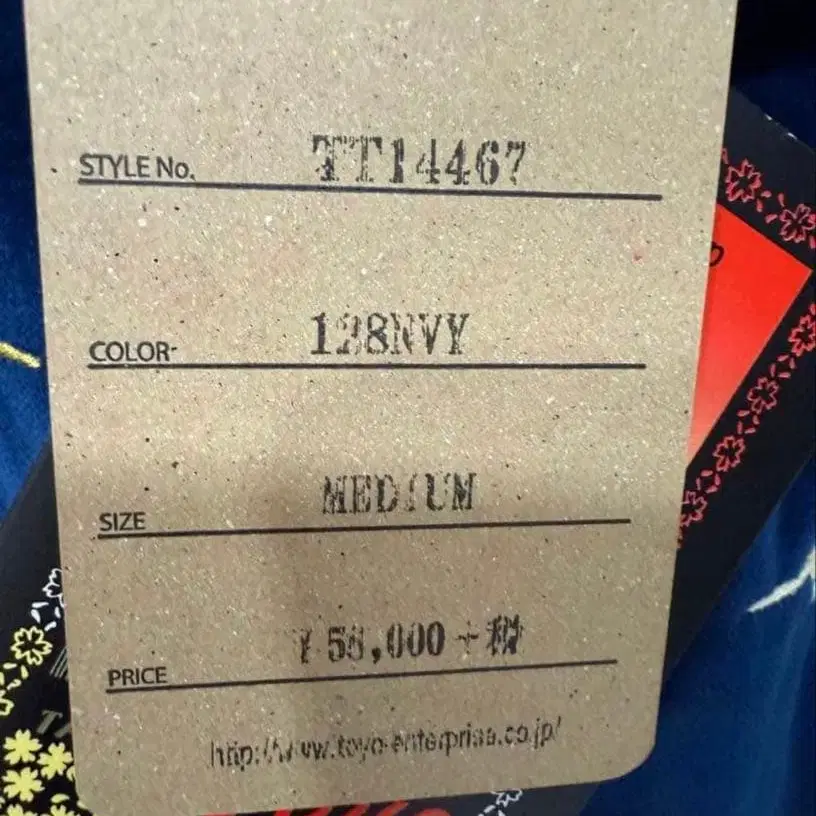 STYLE No. TT14467
COLOR 128NVY
SIZE MEDIUM
PRICE ¥58,000+税
http://www.toyo-enterprise.co.jp/